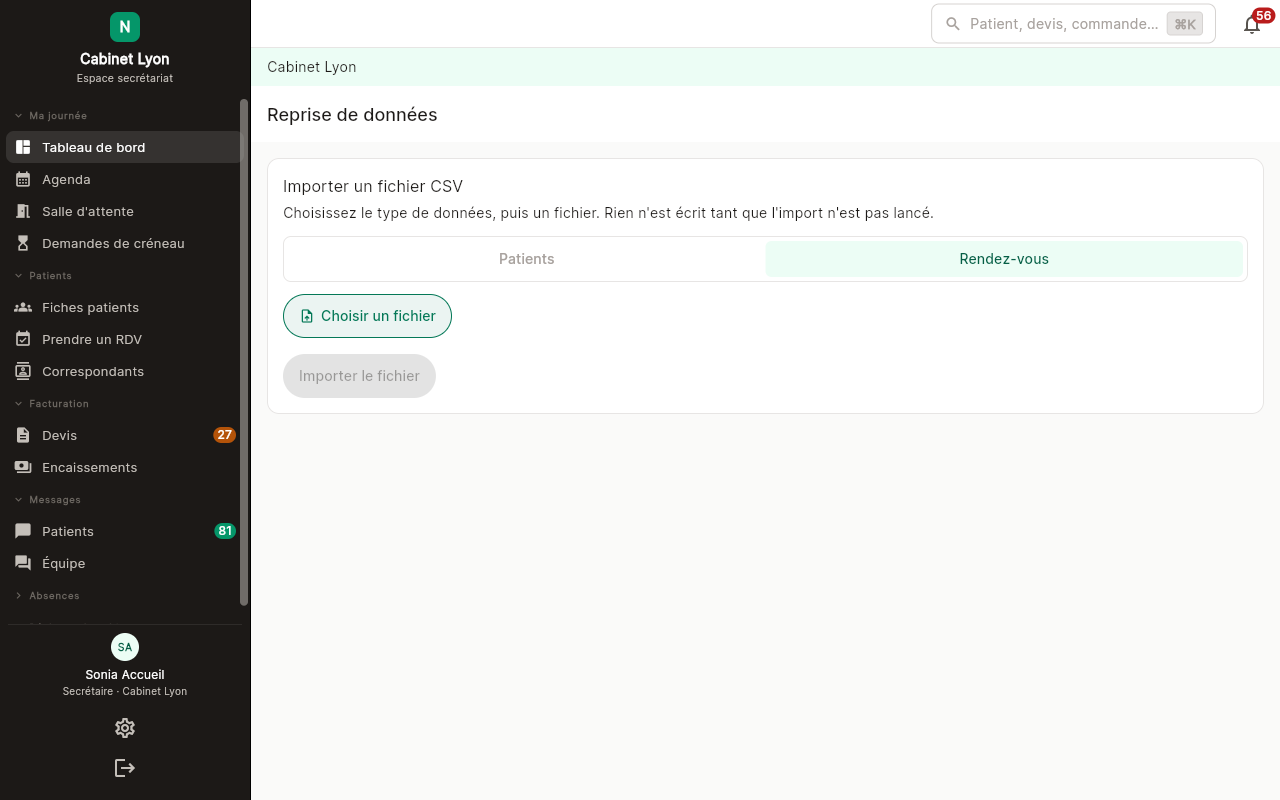 N
Cabinet Lyon
Espace secrétariat
Ma journée
Tableau de bord
Agenda
Salle d'attente
Demandes de créneau
Patients
Fiches patients
Prendre un RDV
Correspondants
Facturation
Devis
27
Encaissements
Messages
Patients
81
Équipe
Absences
SA
Sonia Accueil
Secrétaire · Cabinet Lyon
Patient, devis, commande...
⌘K
56
Cabinet Lyon
Reprise de données
Importer un fichier CSV
Choisissez le type de données, puis un fichier. Rien n'est écrit tant que l'import n'est pas lancé.
Patients
Rendez-vous
Choisir un fichier
Importer le fichier